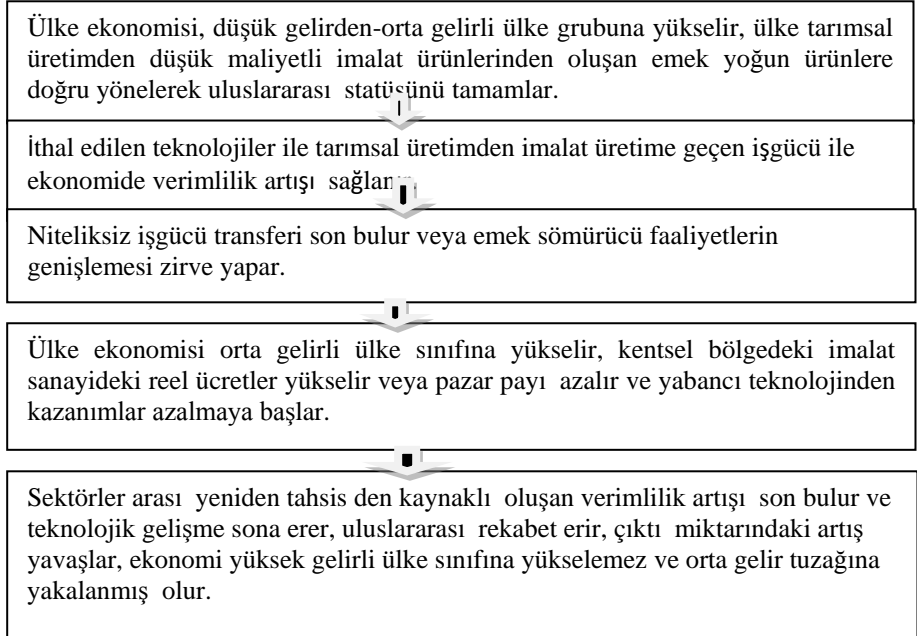 Ülke ekonomisi, düşük gelirden-orta gelirli ülke grubuna yükselir, ülke tarımsal
üretimden düşük maliyetli imalat ürünlerinden oluşan emek yoğun ürünlere
doğru yönelerek uluslararası statüsünü tamamlar.
İthal edilen teknolojiler ile tarımsal üretimden imalat üretime geçen işgücü ile
ekonomide verimlilik artışı sağlanır.
Niteliksiz işgücü transferi son bulur veya emek sömürücü faaliyetlerin
genişlemesi zirve yapar.
Ülke ekonomisi orta gelirli ülke sınıfına yükselir, kentsel bölgedeki imalat
sanayideki reel ücretler yükselir veya pazar payı azalır ve yabancı teknolojinden
kazanımlar azalmaya başlar.
Sektörler arası yeniden tahsis den kaynaklı oluşan verimlilik artışı son bulur ve
teknolojik gelişme sona erer, uluslararası rekabet erir, çıktı miktarındaki artış
yavaşlar, ekonomi yüksek gelirli ülke sınıfına yükselemez ve orta gelir tuzağına
yakalanmış olur.